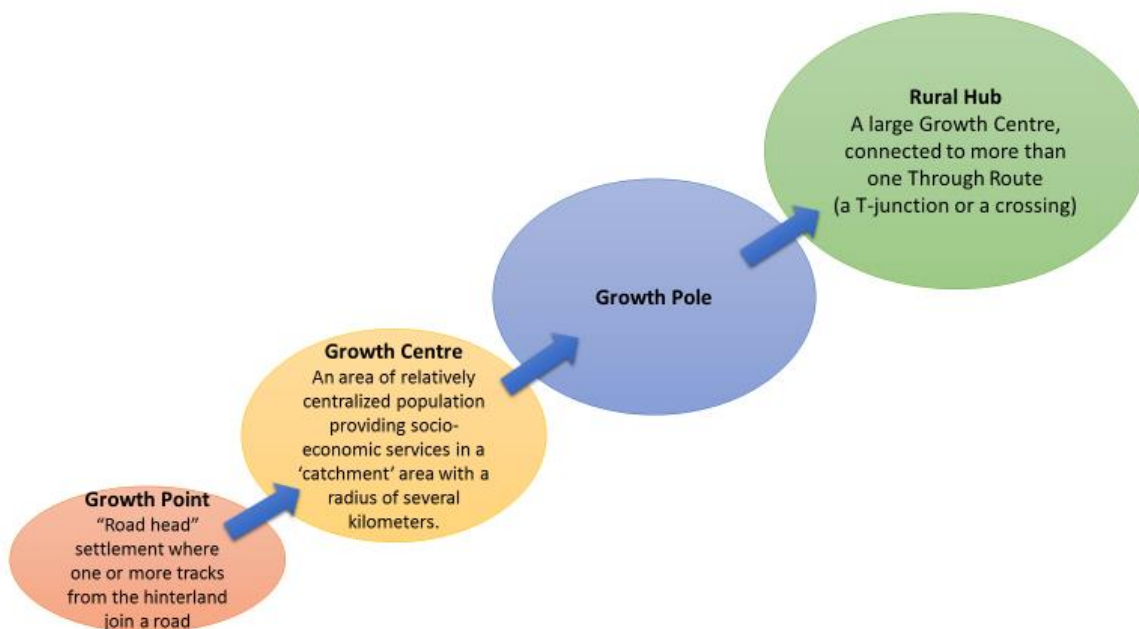 Rural Hub
A large Growth Centre,
connected to more than
one Through Route
(a T-junction or a crossing)
Growth Pole
Growth Centre
An area of relatively
centralized population
providing socio-
economic services in a
‘catchment’ area with a
radius of several
kilometers.
Growth Point
“Road head”
settlement where
one or more tracks
from the hinterland
join a road